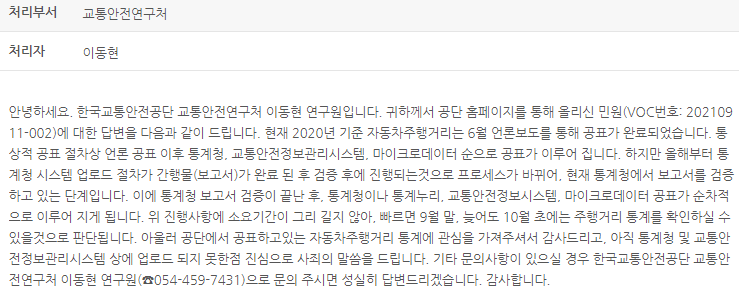 처리부서 교통안전연구처
처리자 이동현
안녕하세요. 한국교통안전공단 교통안전연구처 이동현 연구원입니다. 귀하께서 공단 홈페이지를 통해 올리신 민원(VOC번호: 202109
11-002)에 대한 답변을 다음과 같이 드립니다. 현재 2020년 기준 자동차주행거리는 6월 언론보도를 통해 공표가 완료되었습니다. 통
상적 공표 절차상 언론 공표 이후 통계청, 교통안전정보관리시스템, 마이크로데이터 순으로 공표가 이루어 집니다. 하지만 올해부터 통
계청 시스템 업로드 절차가 간행물(보고서)가 완료 된 후 검증 후에 진행되는것으로 프로세스가 바뀌어, 현재 통계청에서 보고서를 검증
하고 있는 단계입니다. 이에 통계청 보고서 검증이 끝난 후, 통계청이나 통계누리, 교통안전정보시스템, 마이크로데이터 공표가 순차적
으로 이루어 지게 됩니다. 위 진행사항에 소요기간이 그리 길지 않아, 빠르면 9월 말, 늦어도 10월 초에는 주행거리 통계를 확인하실 수
있을것으로 판단됩니다. 아울러 공단에서 공표하고있는 자동차주행거리 통계에 관심을 가져주셔서 감사드리고, 아직 통계청 및 교통안
전정보관리시스템 상에 업로드 되지 못한점 진심으로 사죄의 말씀을 드립니다. 기타 문의사항이 있으실 경우 한국교통안전공단 교통안
전연구처 이동현 연구원(☎054-459-7431)으로 문의 주시면 성실히 답변드리겠습니다. 감사합니다.